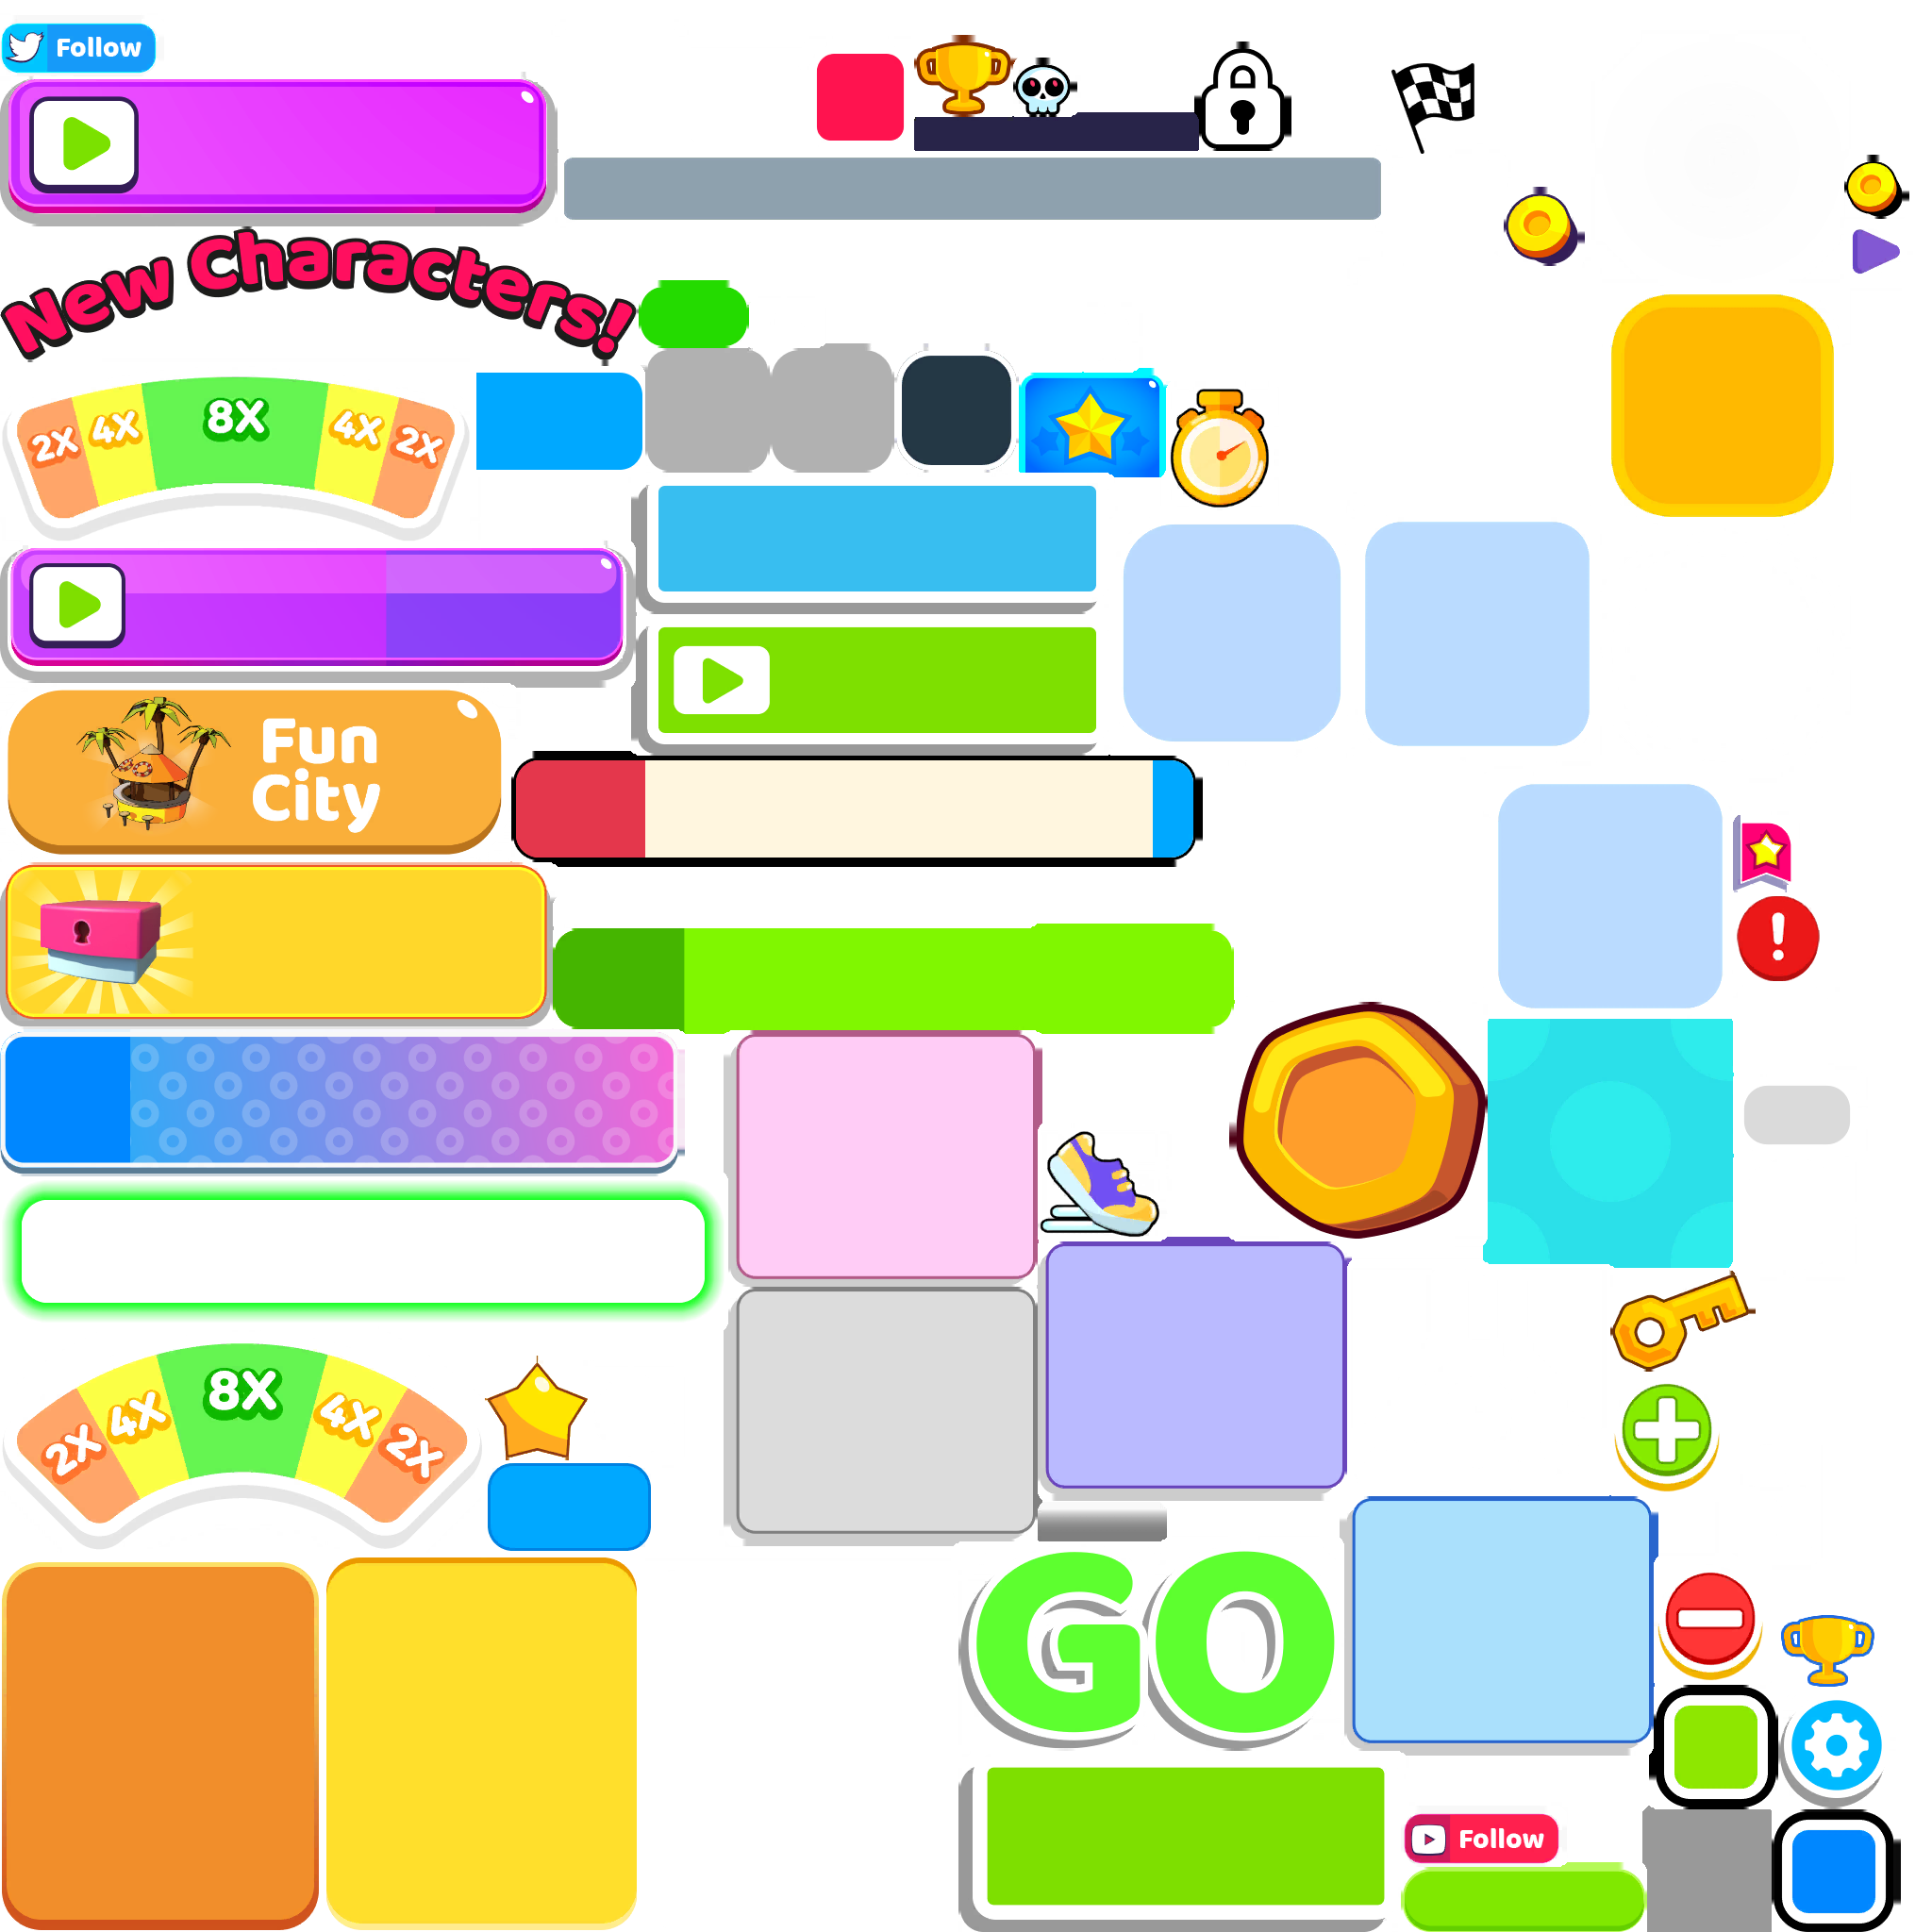 Follow
New Characters!
2X 4X 8X 4X 2X
Fun
City
2X 4X 8X 4X 2X
GO
Follow